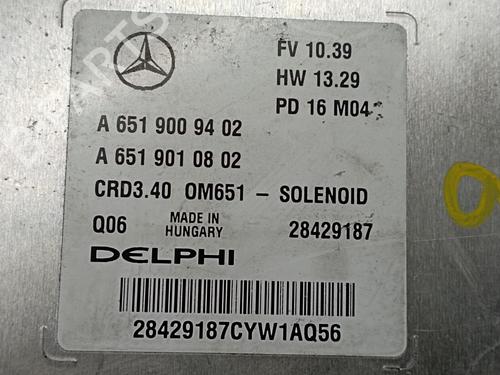 FV 10.39
HW 13.29
PD 16 M04
A 651 900 94 02
A 651 901 08 02
CRD3.40 OM651 – SOLENOID
Q06 MADE IN HUNGARY 28429187
DELPHI
28429187CYW1AQ56